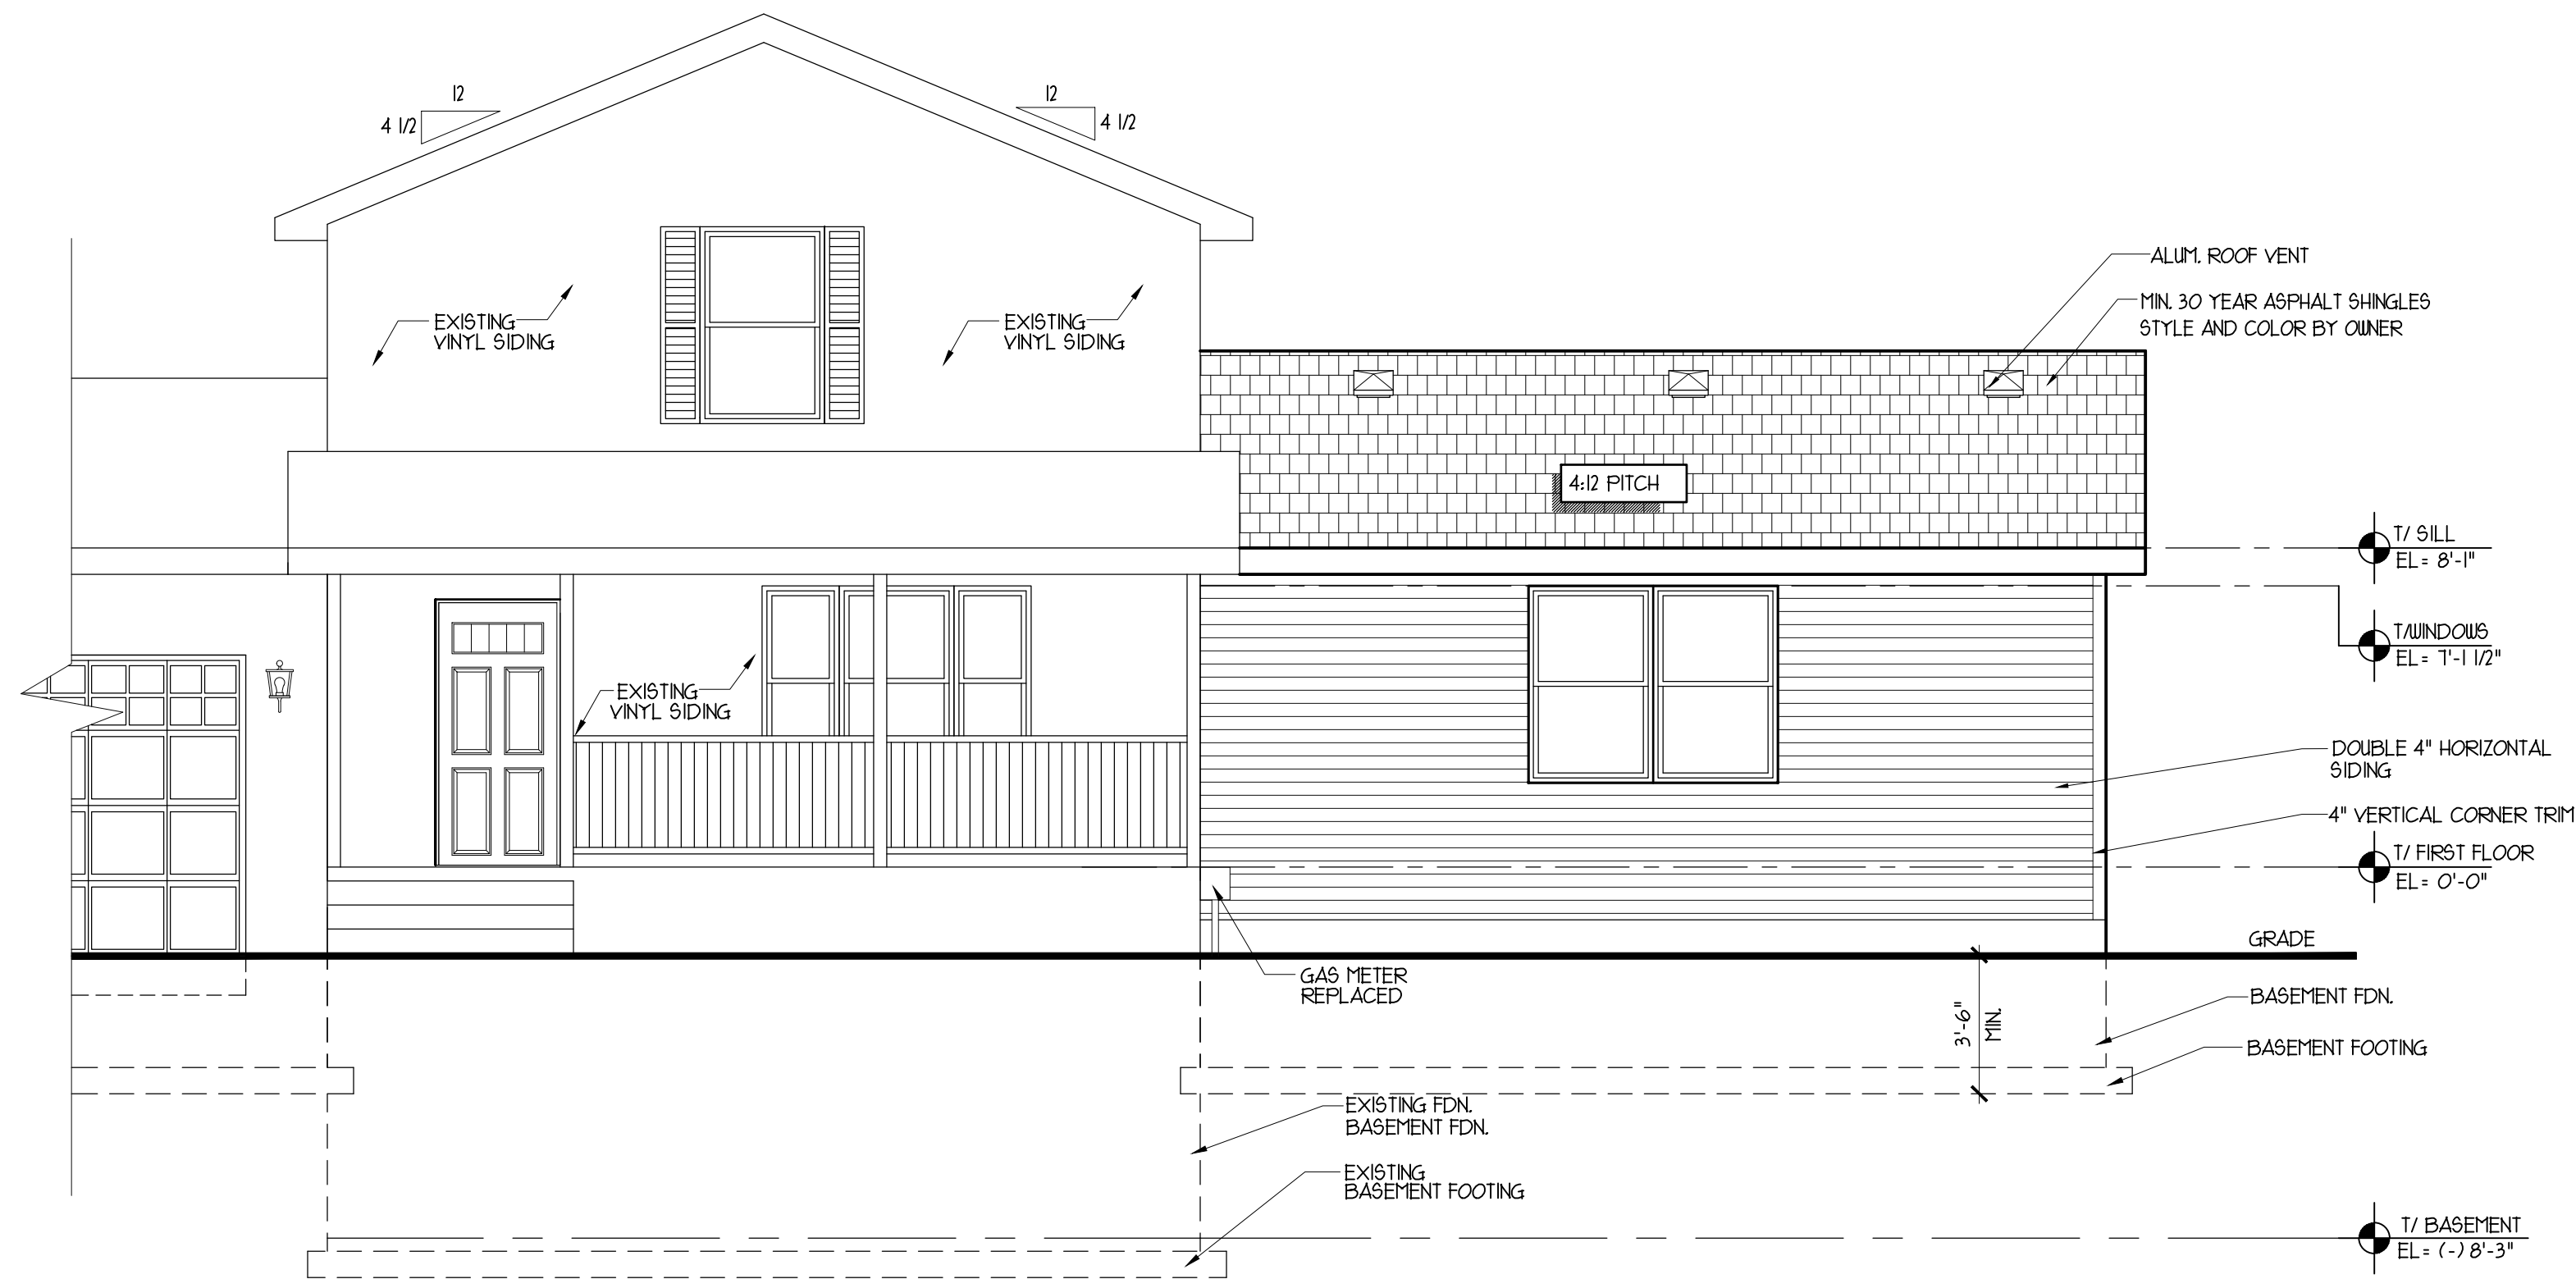 12
4 1/2
12
4 1/2
ALUM. ROOF VENT
MIN. 30 YEAR ASPHALT SHINGLES
STYLE AND COLOR BY OWNER
EXISTING
VINYL SIDING
EXISTING
VINYL SIDING
4:12 PITCH
T/ SILL
EL= 8'-1"
T/WINDOWS
EL= 7'-1 1/2"
EXISTING
VINYL SIDING
DOUBLE 4" HORIZONTAL
SIDING
4" VERTICAL CORNER TRIM
T/ FIRST FLOOR
EL= 0'-0"
GRADE
GAS METER
REPLACED
3'-6"
MIN.
BASEMENT FDN.
BASEMENT FOOTING
EXISTING FDN.
BASEMENT FDN.
EXISTING
BASEMENT FOOTING
T/ BASEMENT
EL= (-) 8'-3"